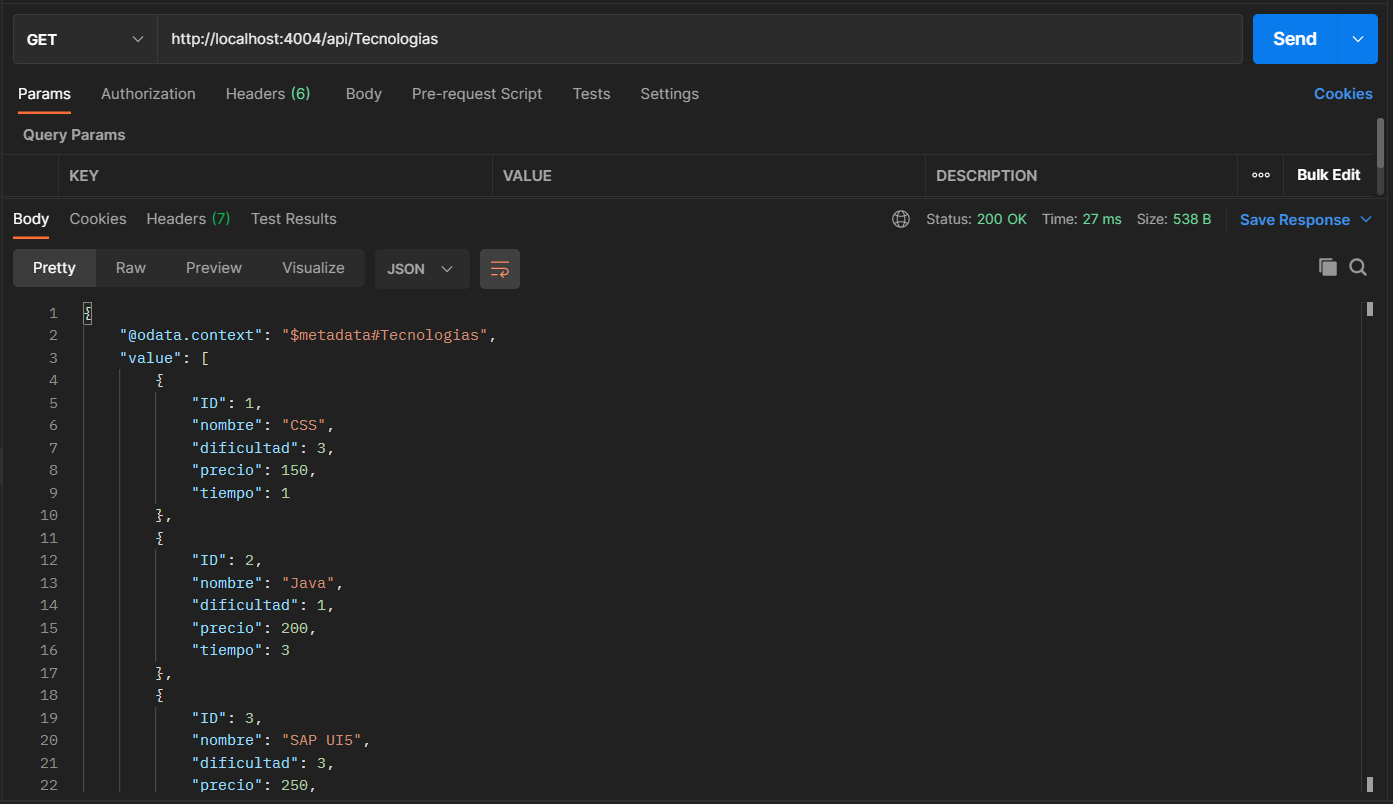 GET http://localhost:4004/api/Tecnologias Send
Params Authorization Headers (6) Body Pre-request Script Tests Settings Cookies
Query Params
KEY VALUE DESCRIPTION ooo Bulk Edit
Body Cookies Headers (7) Test Results Status: 200 OK Time: 27 ms Size: 538 B Save Response
Pretty Raw Preview Visualize JSON
1 {
2 "@odata.context": "$metadata#Tecnologias",
3 "value": [
4 {
5 "ID": 1,
6 "nombre": "CSS",
7 "dificultad": 3,
8 "precio": 150,
9 "tiempo": 1
10 },
11 {
12 "ID": 2,
13 "nombre": "Java",
14 "dificultad": 1,
15 "precio": 200,
16 "tiempo": 3
17 },
18 {
19 "ID": 3,
20 "nombre": "SAP UI5",
21 "dificultad": 3,
22 "precio": 250,